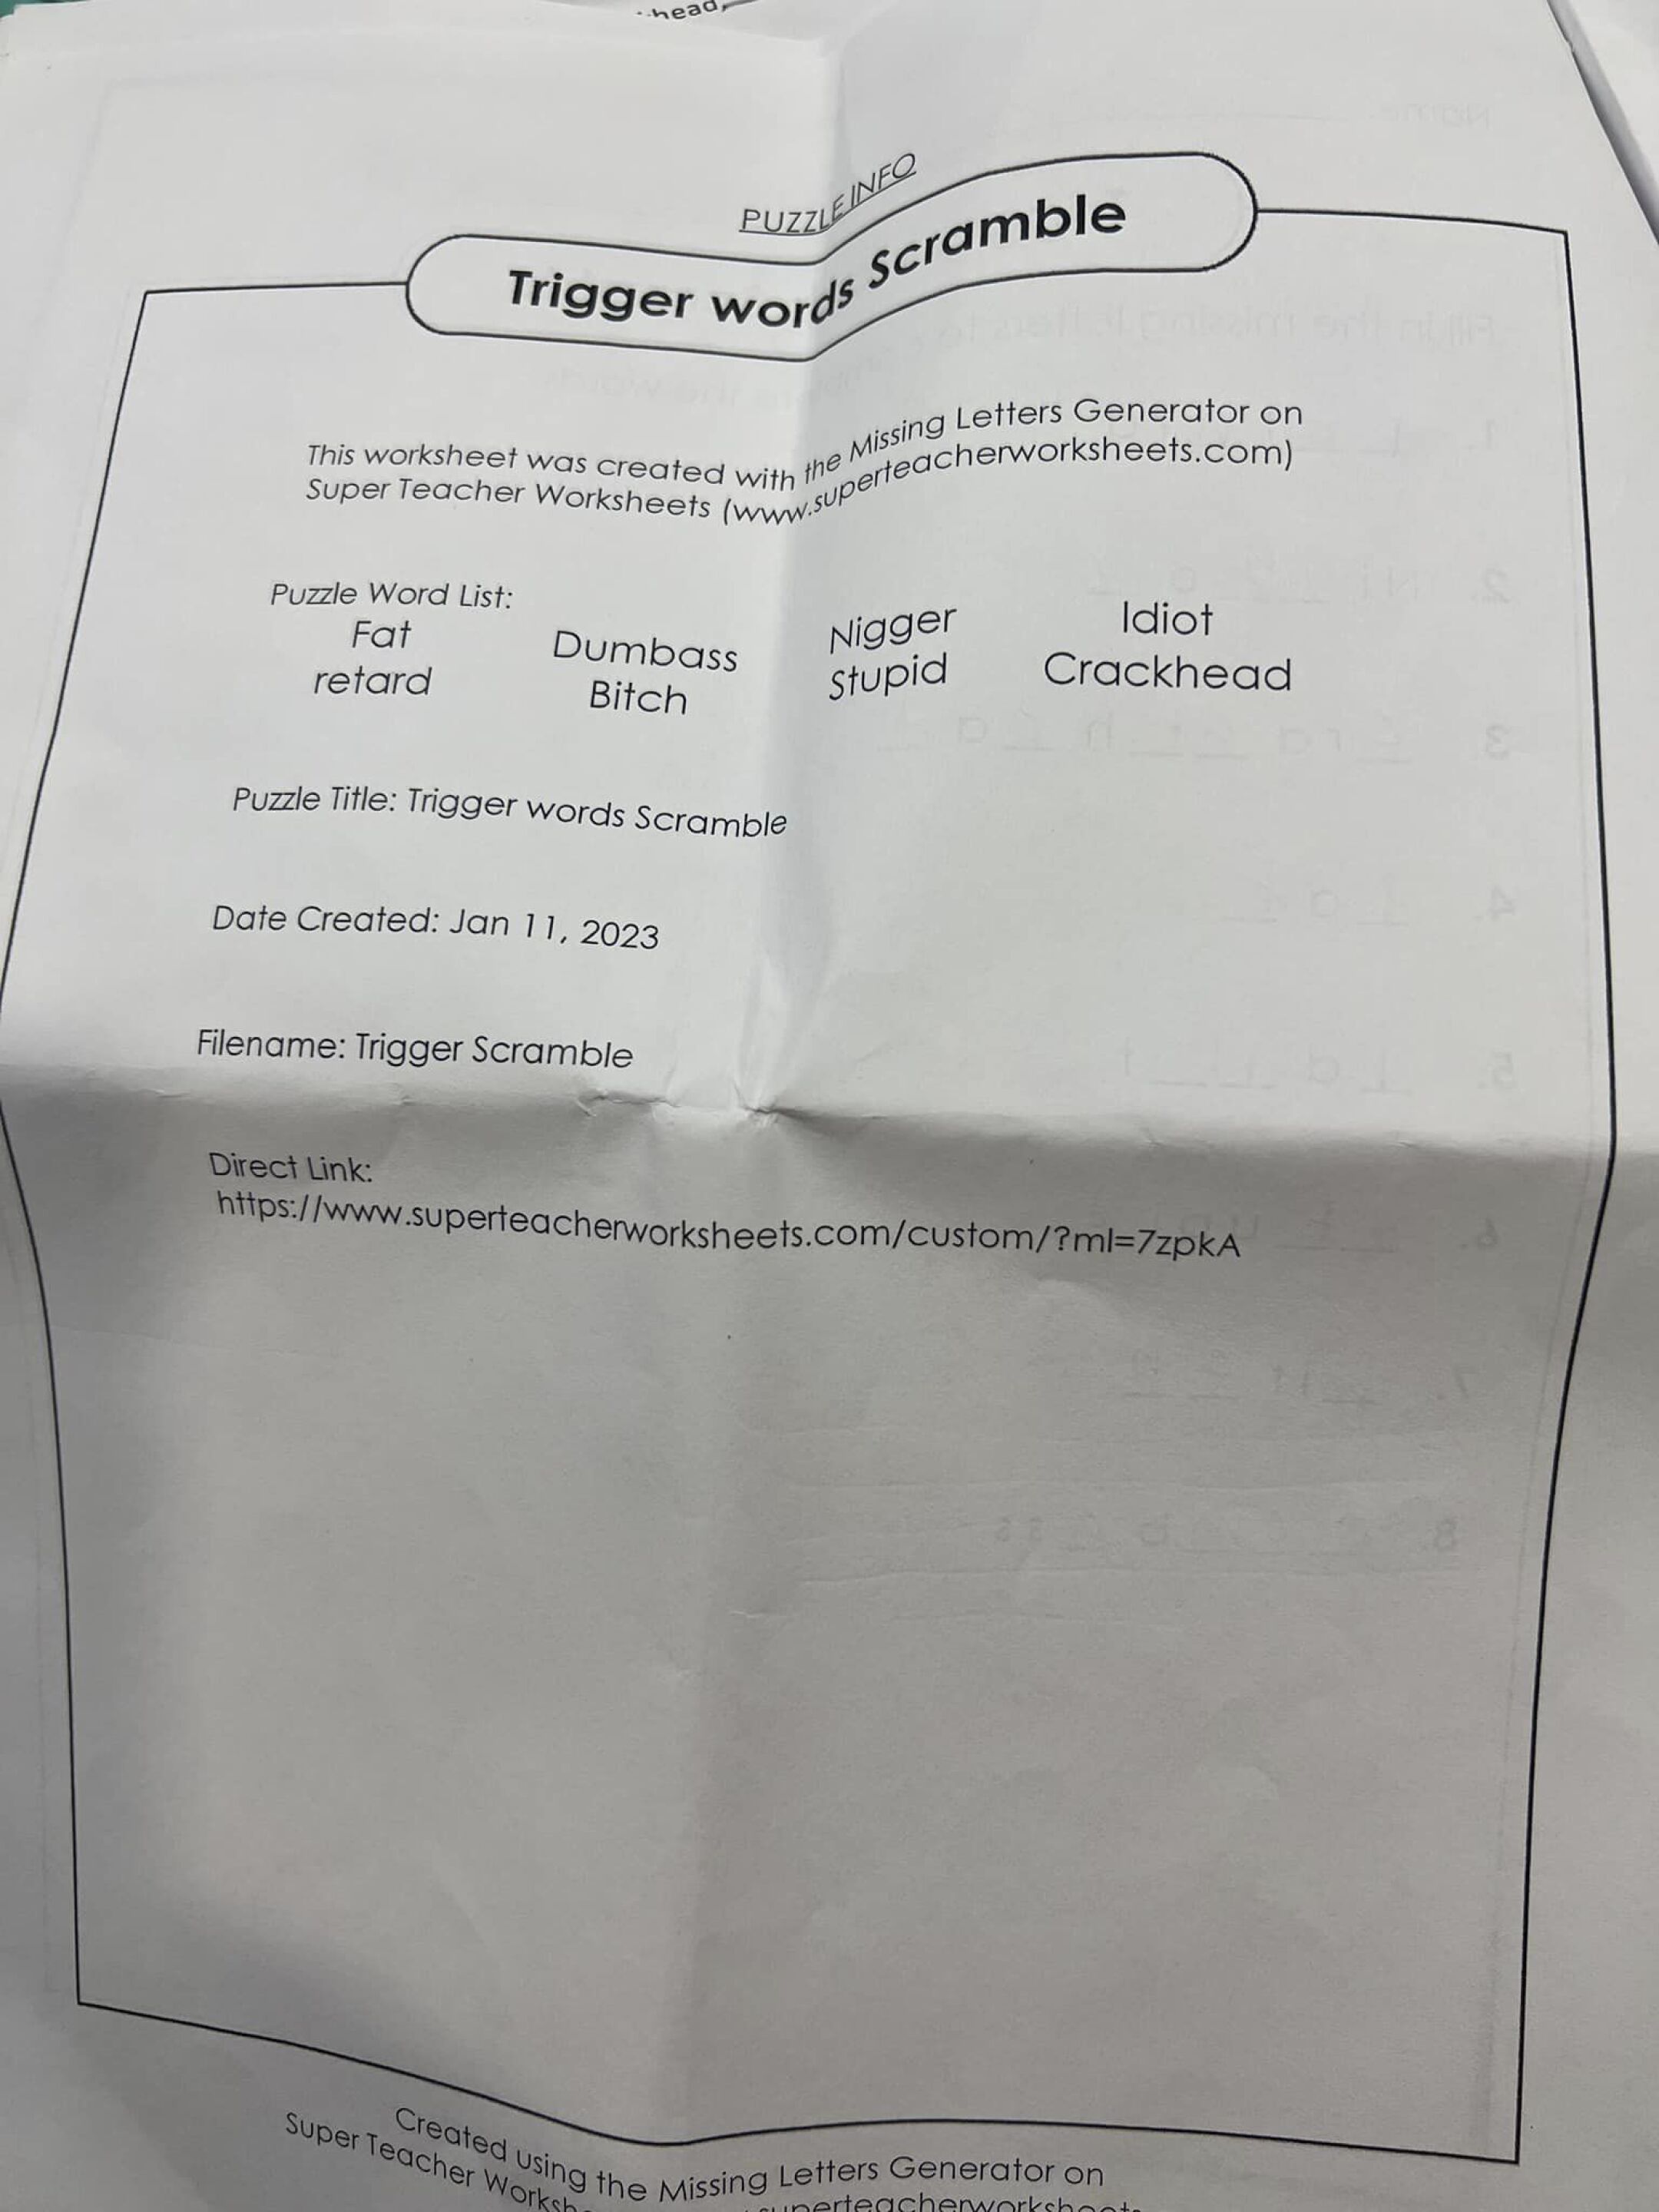 PUZZLE INFO
Trigger words Scramble
This worksheet was created with the Missing Letters Generator on
Super Teacher Worksheets (www.superteacherworksheets.com)
Puzzle Word List:
Fat Dumbass Nigger Idiot
retard Bitch Stupid Crackhead
Puzzle Title: Trigger words Scramble
Date Created: Jan 11, 2023
Filename: Trigger Scramble
Direct Link:
https://www.superteacherworksheets.com/custom/?ml=7zpkA
Created using the Missing Letters Generator on
Super Teacher